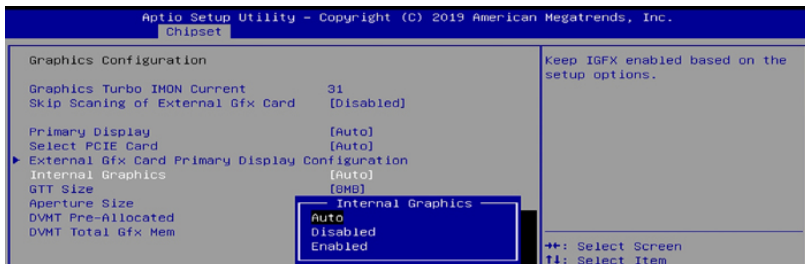 Aptio Setup Utility – Copyright (C) 2019 American Megatrends, Inc.
Chipset
Graphics Configuration
Graphics Turbo IMON Current 31
Skip Scaning of External Gfx Card [Disabled]
Primary Display [Auto]
Select PCIE Card [Auto]
External Gfx Card Primary Display Configuration
Internal Graphics [Auto]
GTT Size [8MB]
Aperture Size
DVMT Pre-Allocated
DVMT Total Gfx Mem
Internal Graphics
Auto
Disabled
Enabled
Keep IGFX enabled based on the
setup options.
→←: Select Screen
↑↓: Select Item